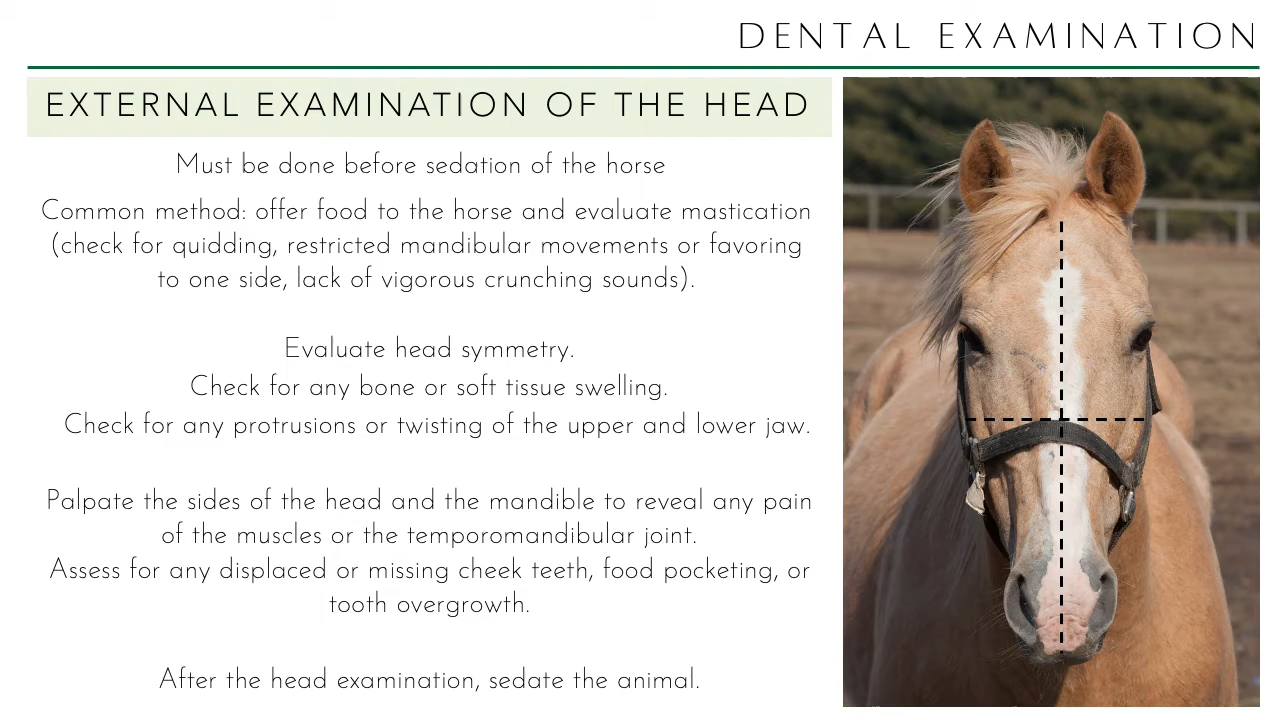 DENTAL EXAMINATION
EXTERNAL EXAMINATION OF THE HEAD
Must be done before sedation of the horse
Common method: offer food to the horse and evaluate mastication
(check for quidding, restricted mandibular movements or favoring
to one side, lack of vigorous crunching sounds).
Evaluate head symmetry.
Check for any bone or soft tissue swelling.
Check for any protrusions or twisting of the upper and lower jaw.
Palpate the sides of the head and the mandible to reveal any pain
of the muscles or the temporomandibular joint.
Assess for any displaced or missing cheek teeth, food pocketing, or
tooth overgrowth.
After the head examination, sedate the animal.